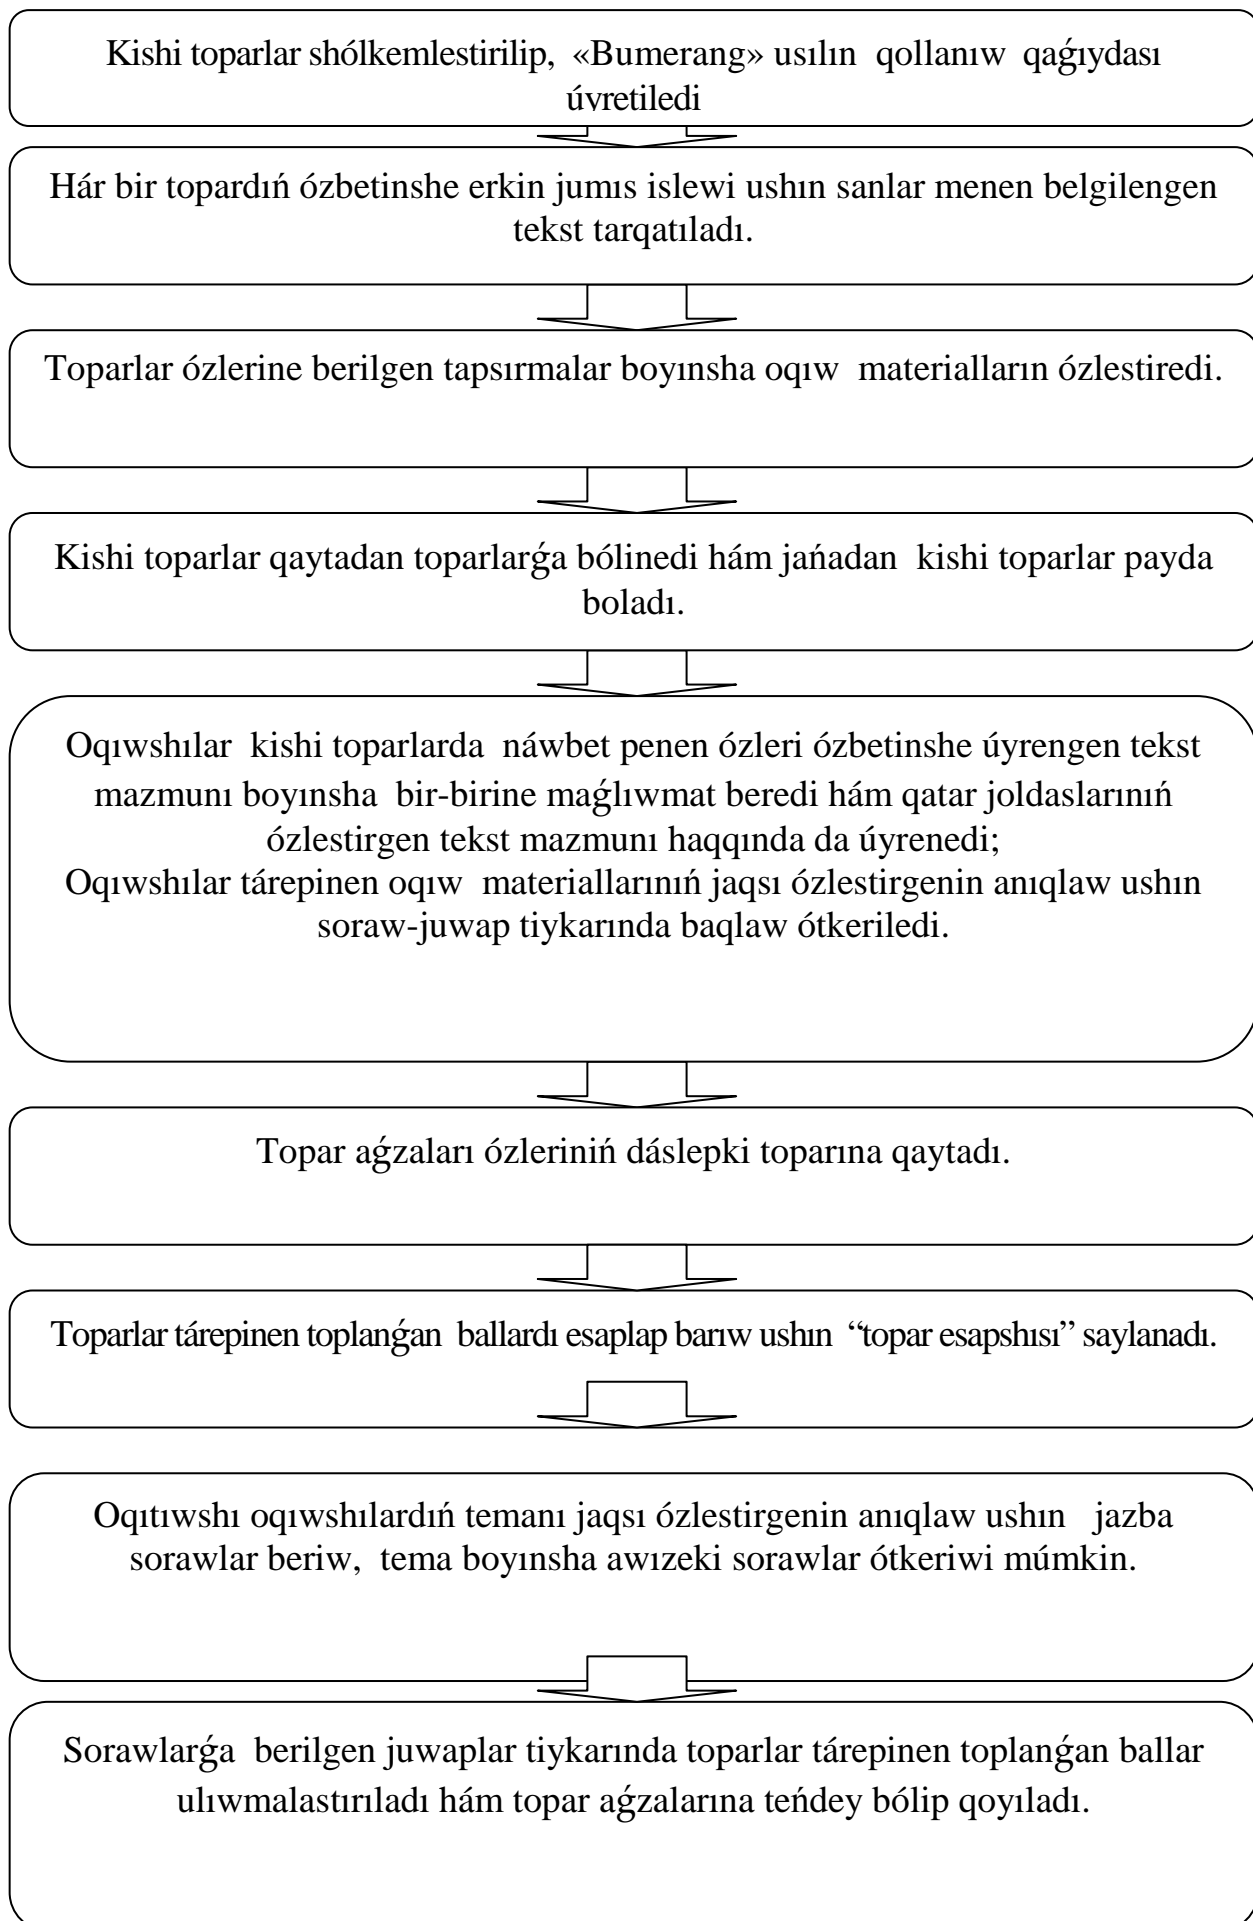 Kishi toparlar shólkemlestirilip, «Bumerang» usılın qollanıw qaǵıydası
úyretiledi
Hár bir topardıń ózbetinshe erkin jumıs islewi ushın sanlar menen belgilengen
tekst tarqatıladı.
Toparlar ózlerine berilgen tapsırmalar boyınsha oqıw materialların ózlestiredi.
Kishi toparlar qaytadan toparlarǵa bólinedi hám jańadan kishi toparlar payda
boladı.
Oqıwshılar kishi toparlarda náwbet penen ózleri ózbetinshe úyrengen tekst
mazmunı boyınsha bir-birine maǵlıwmat beredi hám qatar joldaslarınıń
ózlestirgen tekst mazmunı haqqında da úyrenedi;
Oqıwshılar tárepinen oqıw materiallarınıń jaqsı ózlestirgenin anıqlaw ushın
soraw-juwap tiykarında baqlaw ótkeriledi.
Topar aǵzaları ózleriniń dáslepki toparına qaytadı.
Toparlar tárepinen toplanǵan ballardı esaplap barıw ushın “topar esapshısı” saylanadı.
Oqıtıwshı oqıwshılardıń temanı jaqsı ózlestirgenin anıqlaw ushın jazba
sorawlar beriw, tema boyınsha awızeki sorawlar ótkeriwi múmkin.
Sorawlarǵa berilgen juwaplar tiykarında toparlar tárepinen toplanǵan ballar
ulıwmalastırıladı hám topar aǵzalarına teńdey bólip qoyıladı.